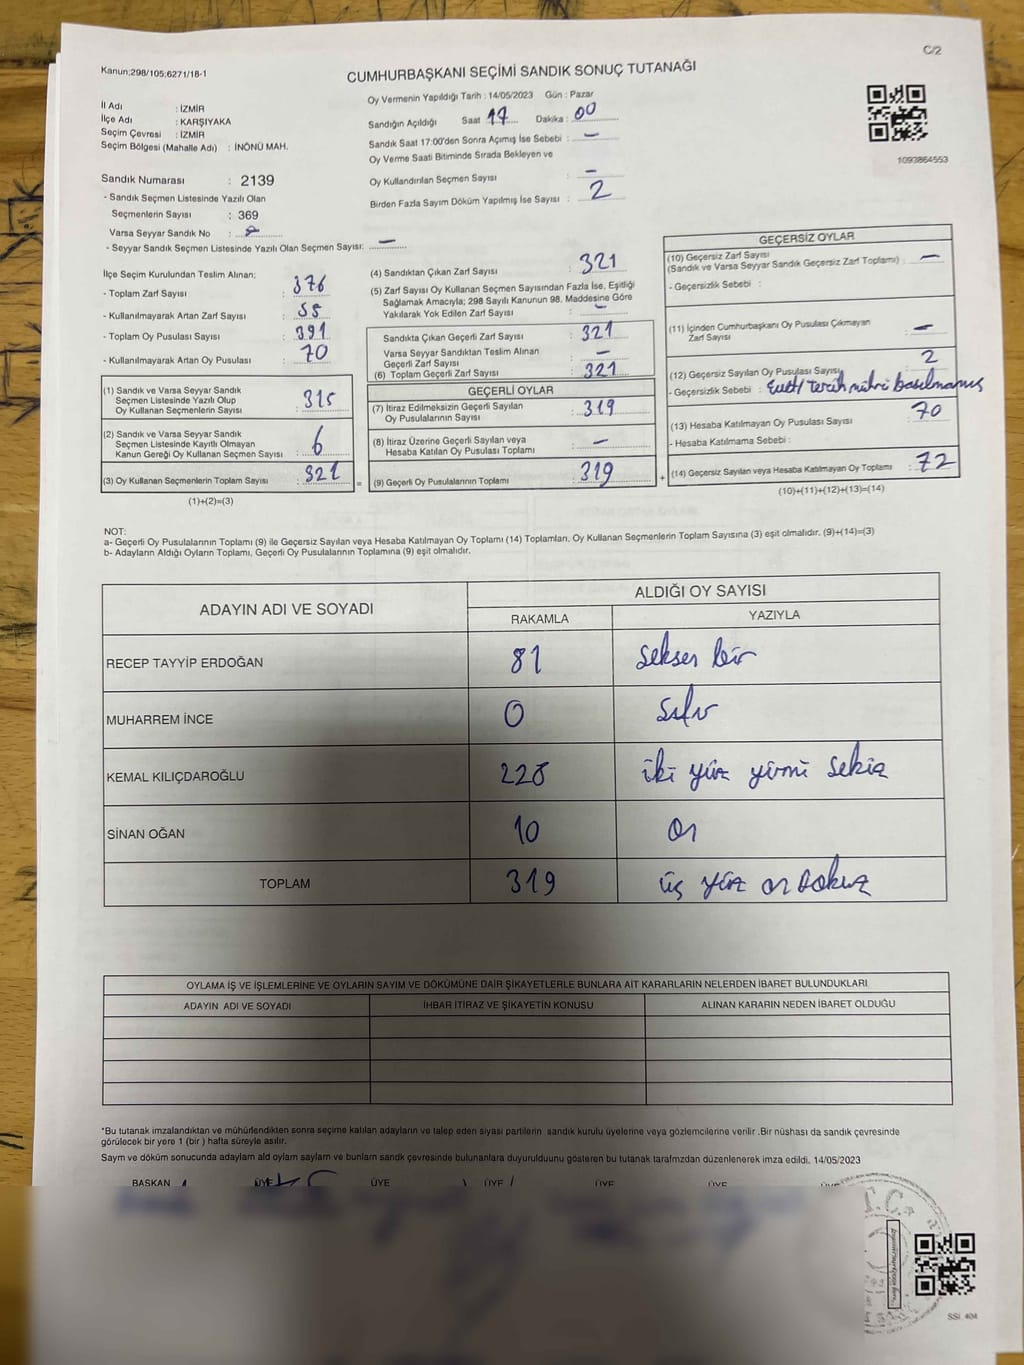 C/2
Kanun;298/105;6271/18-1
CUMHURBAŞKANI SEÇİMİ SANDIK SONUÇ TUTANAĞI
İl Adı : İZMİR
İlçe Adı : KARŞIYAKA
Seçim Çevresi : İZMİR
Seçim Bölgesi (Mahalle Adı) : İNÖNÜ MAH.
Oy Vermenin Yapıldığı Tarih : 14/05/2023 Gün : Pazar
Sandığın Açıldığı Saat 17 Dakika : 00
Sandık Saat 17:00'den Sonra Açılmış İse Sebebi : —
Oy Verme Saati Bitiminde Sırada Bekleyen ve
Oy Kullandırılan Seçmen Sayısı : —
Birden Fazla Sayım Döküm Yapılmış İse Sayısı : 2
1093864553
Sandık Numarası : 2139
- Sandık Seçmen Listesinde Yazılı Olan
Seçmenlerin Sayısı : 369
Varsa Seyyar Sandık No :
- Seyyar Sandık Seçmen Listesinde Yazılı Olan Seçmen Sayısı: —
İlçe Seçim Kurulundan Teslim Alınan;
- Toplam Zarf Sayısı : 376
- Kullanılmayarak Artan Zarf Sayısı : 55
- Toplam Oy Pusulası Sayısı : 391
- Kullanılmayarak Artan Oy Pusulası : 70
(1) Sandık ve Varsa Seyyar Sandık
Seçmen Listesinde Yazılı Olup
Oy Kullanan Seçmenlerin Sayısı : 315
(2) Sandık ve Varsa Seyyar Sandık
Seçmen Listesinde Kayıtlı Olmayan
Kanun Gereği Oy Kullanan Seçmen Sayısı : 6
(3) Oy Kullanan Seçmenlerin Toplam Sayısı : 321
(1)+(2)=(3)
(4) Sandıktan Çıkan Zarf Sayısı : 321
(5) Zarf Sayısı Oy Kullanan Seçmen Sayısından Fazla İse, Eşitliği
Sağlamak Amacıyla; 298 Sayılı Kanunun 98. Maddesine Göre
Yakılarak Yok Edilen Zarf Sayısı : —
Sandıkta Çıkan Geçerli Zarf Sayısı : 321
Varsa Seyyar Sandıktan Teslim Alınan
Geçerli Zarf Sayısı : —
(6) Toplam Geçerli Zarf Sayısı : 321
=
GEÇERLİ OYLAR
(7) İtiraz Edilmeksizin Geçerli Sayılan
Oy Pusulalarının Sayısı : 319
(8) İtiraz Üzerine Geçerli Sayılan veya
Hesaba Katılan Oy Pusulası Toplamı : —
(9) Geçerli Oy Pusulalarının Toplamı : 319
+
GEÇERSİZ OYLAR
(10) Geçersiz Zarf Sayısı
(Sandık ve Varsa Seyyar Sandık Geçersiz Zarf Toplamı) : —
- Geçersizlik Sebebi :
(11) İçinden Cumhurbaşkanı Oy Pusulası Çıkmayan
Zarf Sayısı : —
(12) Geçersiz Sayılan Oy Pusulası Sayısı : 2
- Geçersizlik Sebebi : tercih mührü basılmamış
(13) Hesaba Katılmayan Oy Pusulası Sayısı : 70
- Hesaba Katılmama Sebebi :
(14) Geçersiz Sayılan veya Hesaba Katılmayan Oy Toplamı : 72
(10)+(11)+(12)+(13)=(14)
NOT:
a- Geçerli Oy Pusulalarının Toplamı (9) ile Geçersiz Sayılan veya Hesaba Katılmayan Oy Toplamı (14) Toplamları, Oy Kullanan Seçmenlerin Toplam Sayısına (3) eşit olmalıdır. (9)+(14)=(3)
b- Adayların Aldığı Oyların Toplamı, Geçerli Oy Pusulalarının Toplamına (9) eşit olmalıdır.
ADAYIN ADI VE SOYADI ALDIĞI OY SAYISI
RAKAMLA YAZIYLA
RECEP TAYYİP ERDOĞAN 81 seksen bir
MUHARREM İNCE 0 sıfır
KEMAL KILIÇDAROĞLU 228 iki yüz yirmi sekiz
SİNAN OĞAN 10 on
TOPLAM 319 üç yüz on dokuz
OYLAMA İŞ VE İŞLEMLERİNE VE OYLARIN SAYIM VE DÖKÜMÜNE DAİR ŞİKAYETLERLE BUNLARA AİT KARARLARIN NELERDEN İBARET BULUNDUKLARI
ADAYIN ADI VE SOYADI İHBAR İTİRAZ VE ŞİKAYETİN KONUSU ALINAN KARARIN NEDEN İBARET OLDUĞU
*Bu tutanak imzalandıktan ve mühürlendikten sonra seçime katılan adayların ve talep eden siyasi partilerin sandık kurulu üyelerine veya gözlemcilerine verilir .Bir nüshası da sandık çevresinde
görülecek bir yere 1 (bir ) hafta süreyle asılır.
Sayım ve döküm sonucunda adaylam ald oylam saylam ve bunlam sandk çevresinde bulunanlara duyurulduunu gösteren bu tutanak tarafmzdan düzenlenerek imza edildi. 14/05/2023
BAŞKAN ÜYE ÜYE ÜYE ÜYE ÜYE ÜYE
T.C.
SSİ. 404